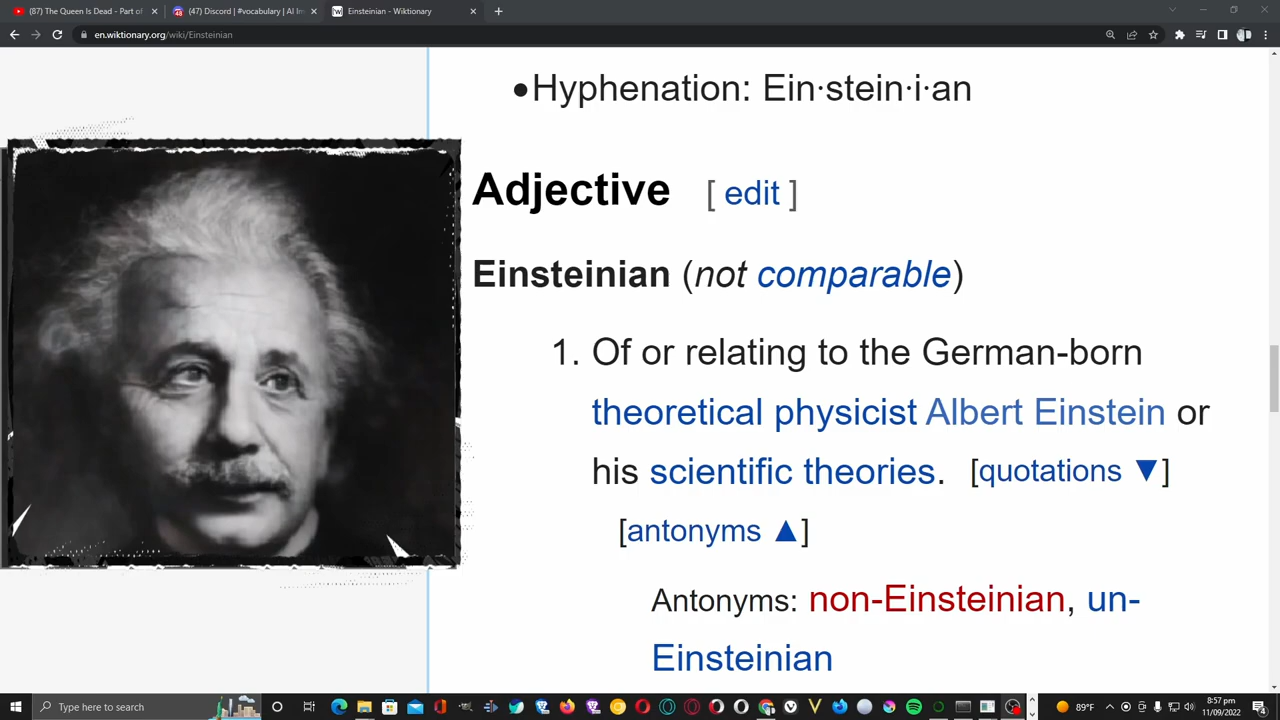 (87) The Queen Is Dead - Part of
(47) Discord | #vocabulary | AI Im
Einsteinian - Wiktionary
en.wiktionary.org/wiki/Einsteinian
•Hyphenation: Ein·stein·i·an
Adjective [ edit ]
Einsteinian (not comparable)
1. Of or relating to the German-born
theoretical physicist Albert Einstein or
his scientific theories. [quotations ▼]
[antonyms ▲]
Antonyms: non-Einsteinian, un-
Einsteinian
Type here to search
89°F
8:57 pm
11/09/2022